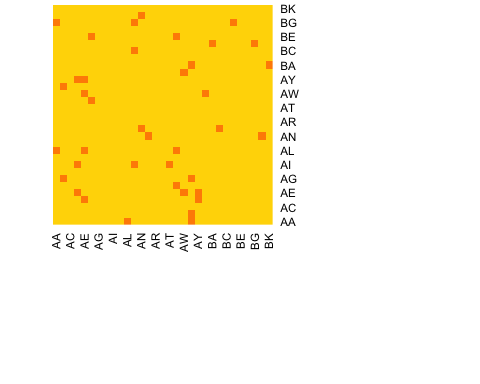 BK
BG
BE
BC
BA
AY
AW
AT
AR
AN
AL
AI
AG
AE
AC
AA
AA AC AE AG AI AL AN AR AT AW AY BA BC BE BG BK